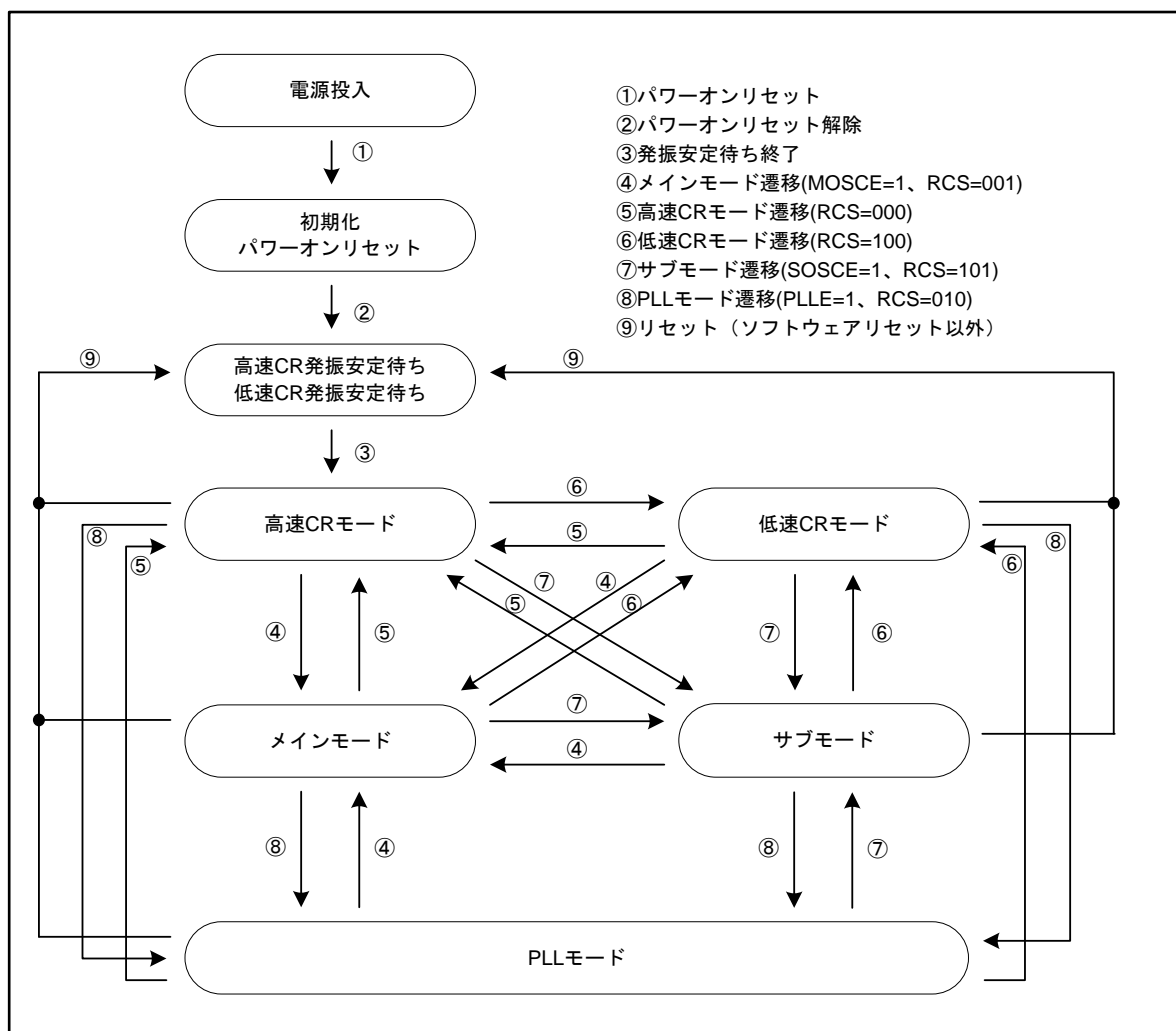 電源投入
①パワーオンリセット
②パワーオンリセット解除
③発振安定待ち終了
④メインモード遷移(MOSCE=1、RCS=001)
⑤高速CRモード遷移(RCS=000)
⑥低速CRモード遷移(RCS=100)
⑦サブモード遷移(SOSCE=1、RCS=101)
⑧PLLモード遷移(PLLE=1、RCS=010)
⑨リセット（ソフトウェアリセット以外）
①
初期化
パワーオンリセット
②
⑨
高速CR発振安定待ち
低速CR発振安定待ち
⑨
③
高速CRモード
⑥
⑤
低速CRモード
⑧
⑤
⑧
⑥
④
⑤
⑦
⑤
④
⑥
⑦
⑥
メインモード
⑦
④
サブモード
⑧
④
⑧
⑦
PLLモード